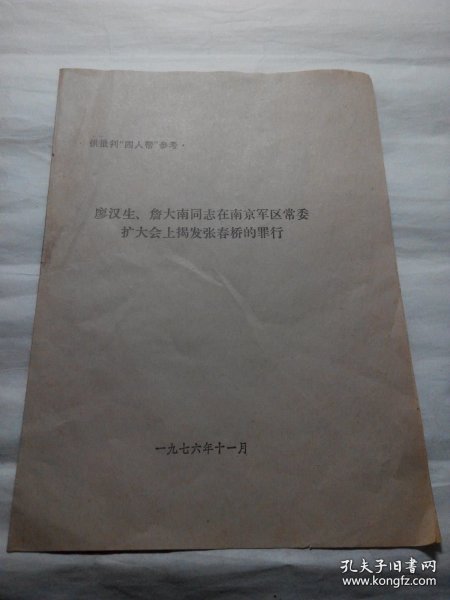 ·供批判“四人帮”参考·
廖汉生、詹大南同志在南京军区常委
扩大会上揭发张春桥的罪行
一九七六年十一月
孔夫子旧书网
www.kongfz.com